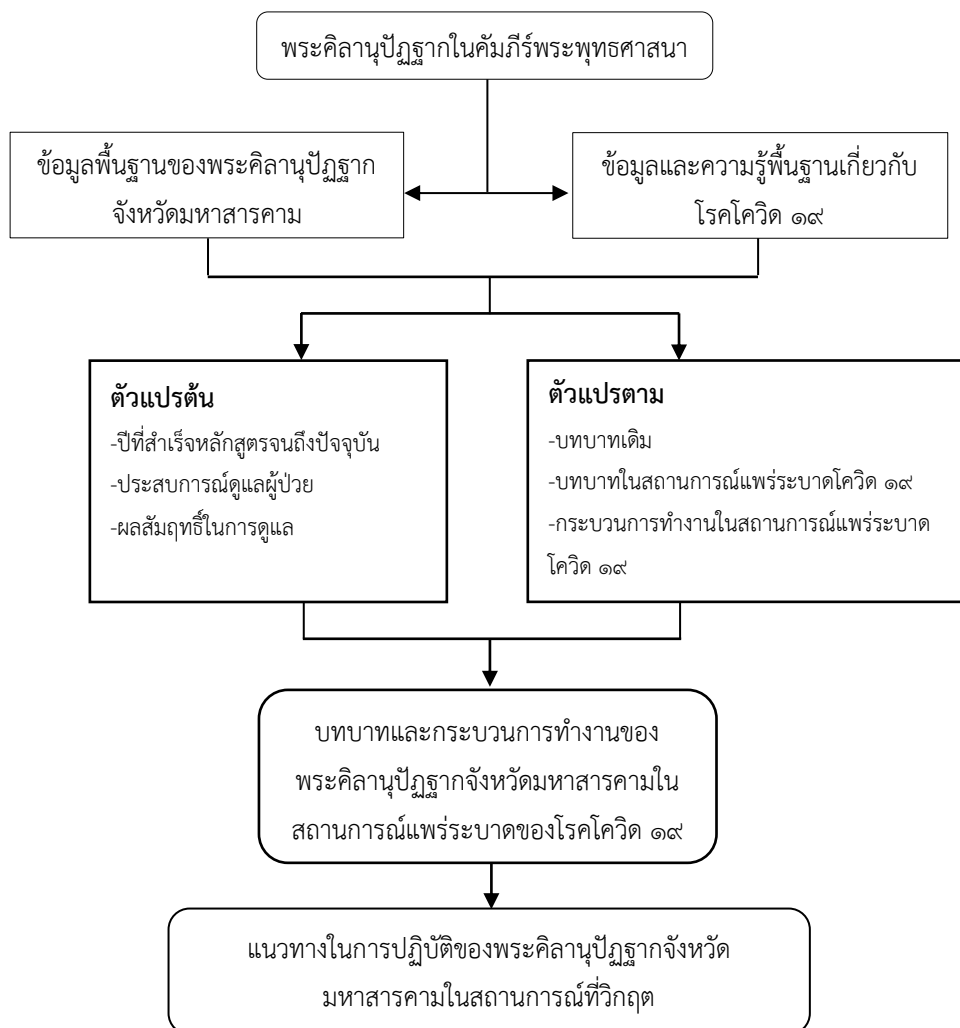 พระคิลานุปัฏฐากในคัมภีร์พระพุทธศาสนา
ข้อมูลพื้นฐานของพระคิลานุปัฏฐาก
จังหวัดมหาสารคาม
ข้อมูลและความรู้พื้นฐานเกี่ยวกับ
โรคโควิด ๑๙
ตัวแปรต้น
-ปีที่สำเร็จหลักสูตรจนถึงปัจจุบัน
-ประสบการณ์ดูแลผู้ป่วย
-ผลสัมฤทธิ์ในการดูแล
ตัวแปรตาม
-บทบาทเดิม
-บทบาทในสถานการณ์แพร่ระบาดโควิด ๑๙
-กระบวนการทำงานในสถานการณ์แพร่ระบาด
โควิด ๑๙
บทบาทและกระบวนการทำงานของ
พระคิลานุปัฏฐากจังหวัดมหาสารคามใน
สถานการณ์แพร่ระบาดของโรคโควิด ๑๙
แนวทางในการปฏิบัติของพระคิลานุปัฏฐากจังหวัด
มหาสารคามในสถานการณ์ที่วิกฤต